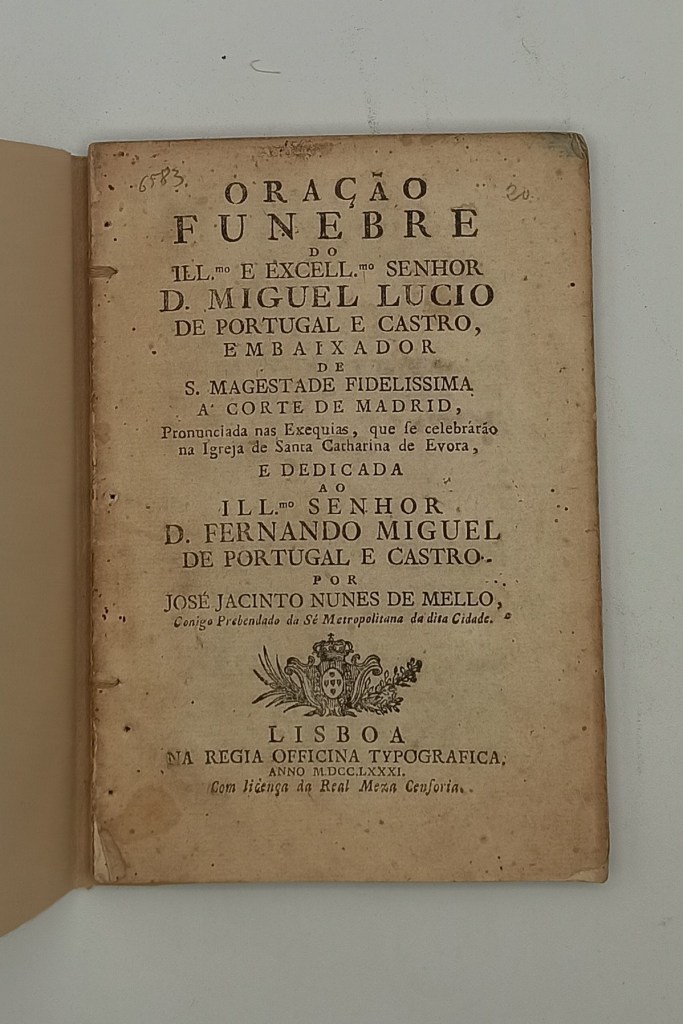 6583.
20.
ORAÇÃO
FUNEBRE
DO
ILL.mo E EXCELL.mo SENHOR
D. MIGUEL LUCIO
DE PORTUGAL E CASTRO,
EMBAIXADOR
DE
S. MAGESTADE FIDELISSIMA
A' CORTE DE MADRID,
Pronunciada nas Exequias, que ſe celebrárão
na Igreja de Santa Catharina de Evora,
E DEDICADA
AO
ILL.mo SENHOR
D. FERNANDO MIGUEL
DE PORTUGAL E CASTRO
POR
JOSÉ JACINTO NUNES DE MELLO,
Conigo Prebendado da Sé Metropolitana da dita Cidade.
LISBOA
NA REGIA OFFICINA TYPOGRAFICA,
ANNO M.DCC.LXXXI.
Com licença da Real Meza Cenſoria.